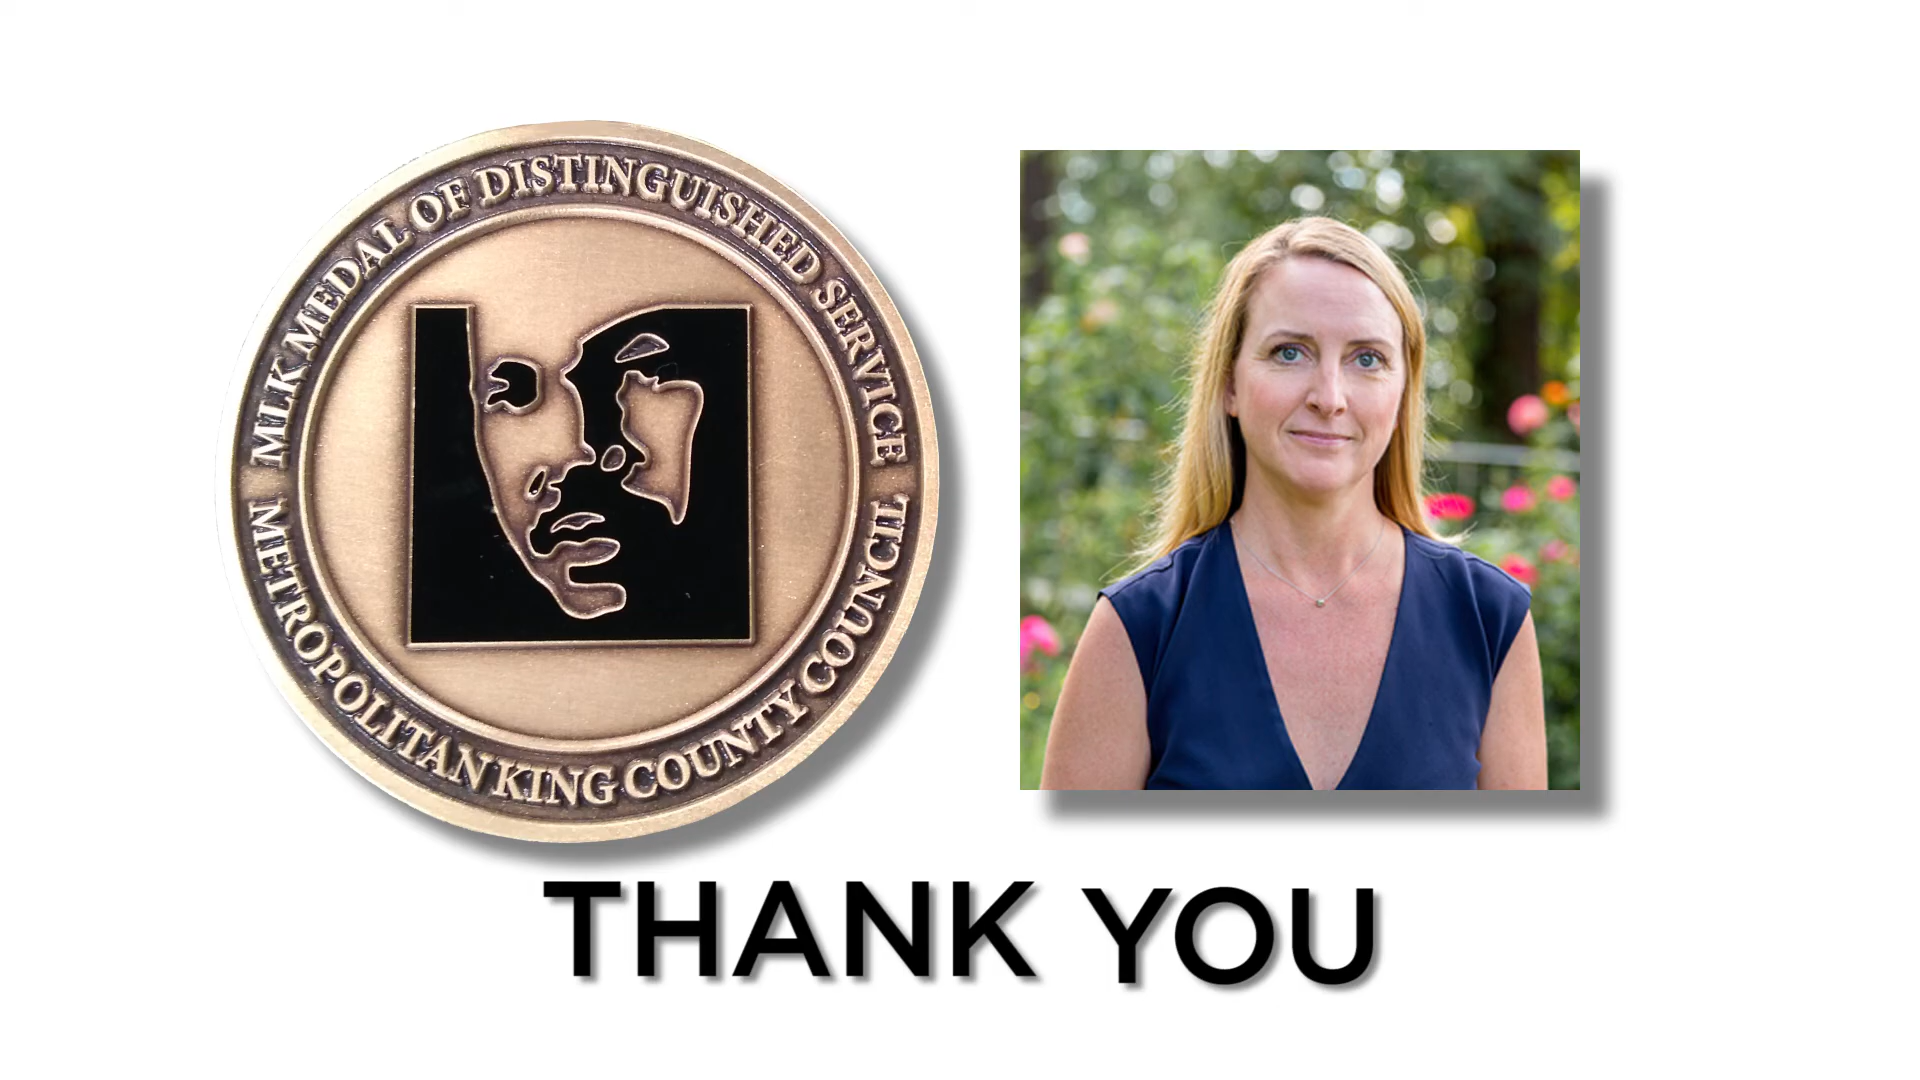 MLK MEDAL OF DISTINGUISHED SERVICE
METROPOLITAN KING COUNTY COUNCIL
THANK YOU